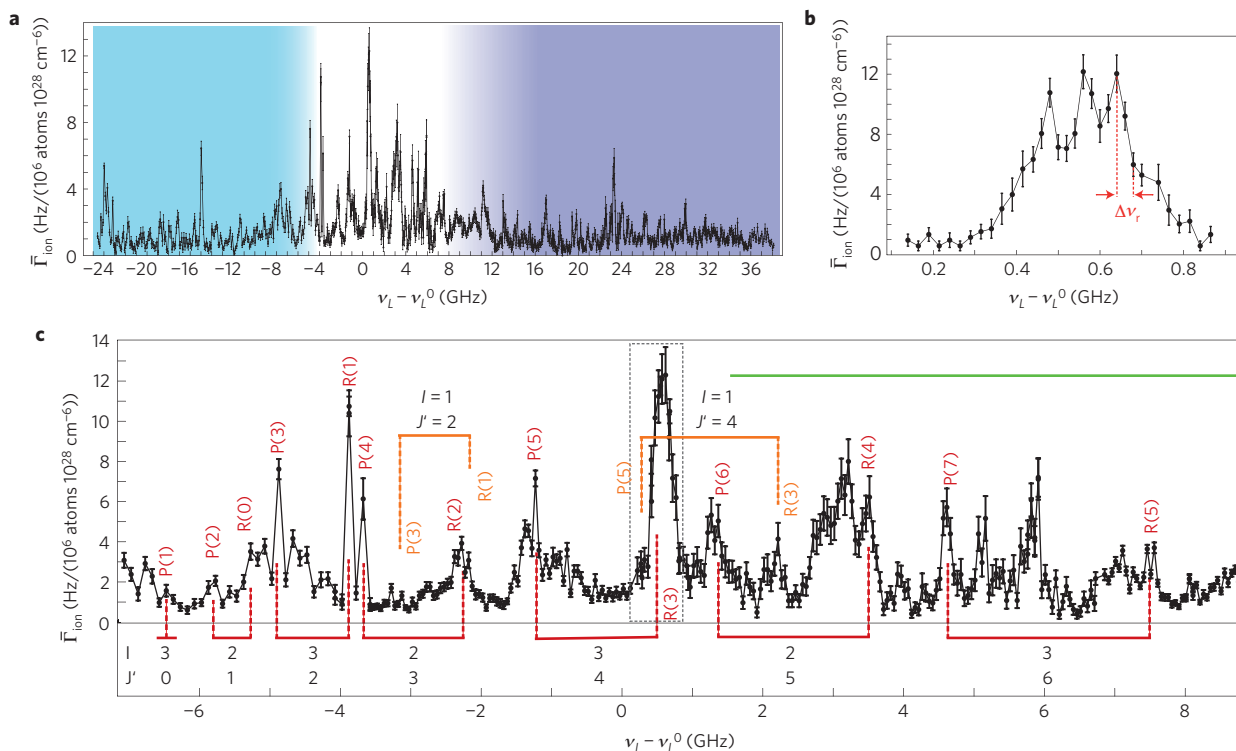 a
Γ̄ion (Hz/(10⁶ atoms 10²⁸ cm⁻⁶)
12
8
4
0
−24 −20 −16 −12 −8 −4 0 4 8 12 16 20 24 28 32 36
νL − νL⁰ (GHz)
b
Γ̄ion (Hz/(10⁶ atoms 10²⁸ cm⁻⁶)
12
8
4
0
Δνr
0.2 0.4 0.6 0.8
νL − νL⁰ (GHz)
c
Γ̄ion (Hz/(10⁶ atoms 10²⁸ cm⁻⁶)
14
12
10
8
6
4
2
0
P(1)
P(2)
R(0)
P(3)
R(1)
P(4)
I = 1
J' = 2
P(3)
R(1)
R(2)
P(5)
I = 1
J' = 4
P(5)
R(3)
R(3)
P(6)
R(4)
P(7)
R(5)
I 3 2 3 2 3 2 3
J' 0 1 2 3 4 5 6
−6 −4 −2 0 2 4 6 8
νL − νL⁰ (GHz)